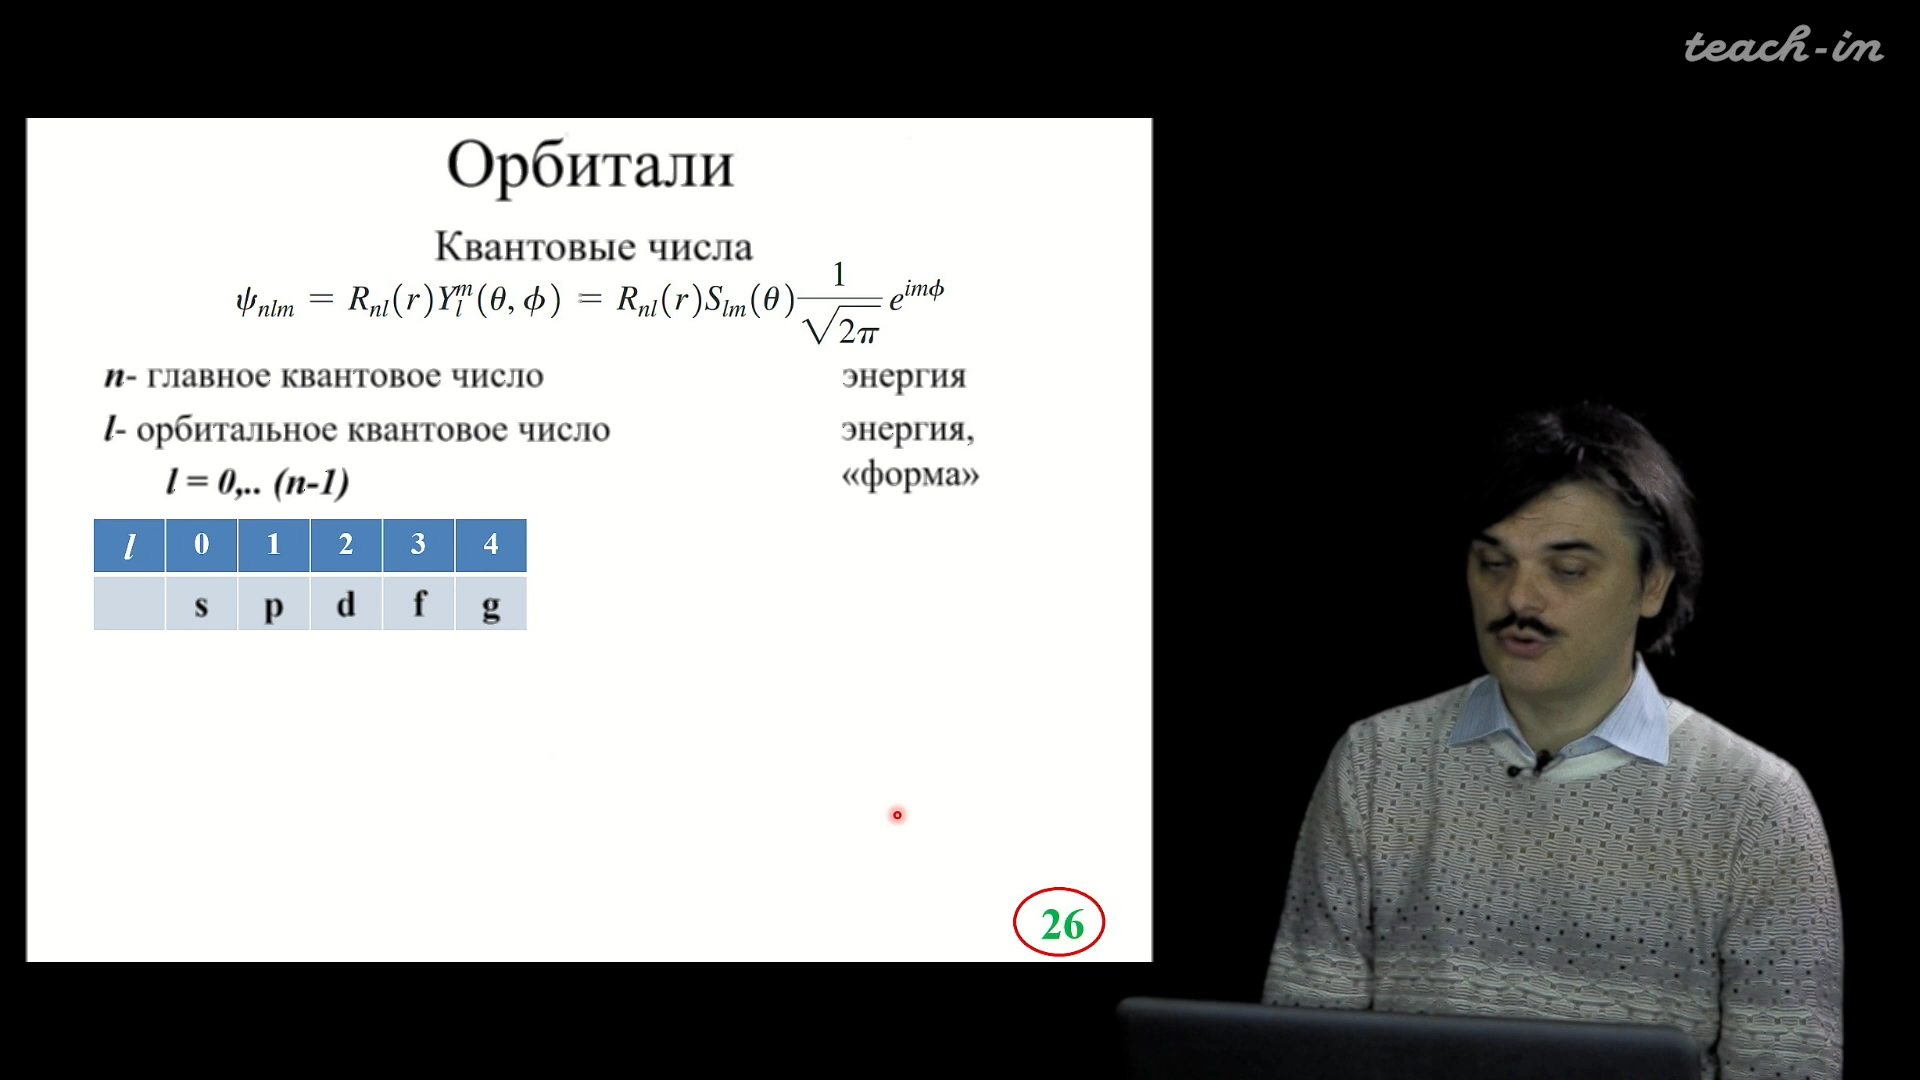 teach-in
Орбитали
Квантовые числа
ψₙₗₘ = Rₙₗ(r)Yₗᵐ(θ, ϕ) = Rₙₗ(r)Sₗₘ(θ) 1/√2π e^{imϕ}
n- главное квантовое число энергия
l- орбитальное квантовое число энергия,
l = 0,.. (n-1) «форма»
l 0 1 2 3 4
s p d f g
26